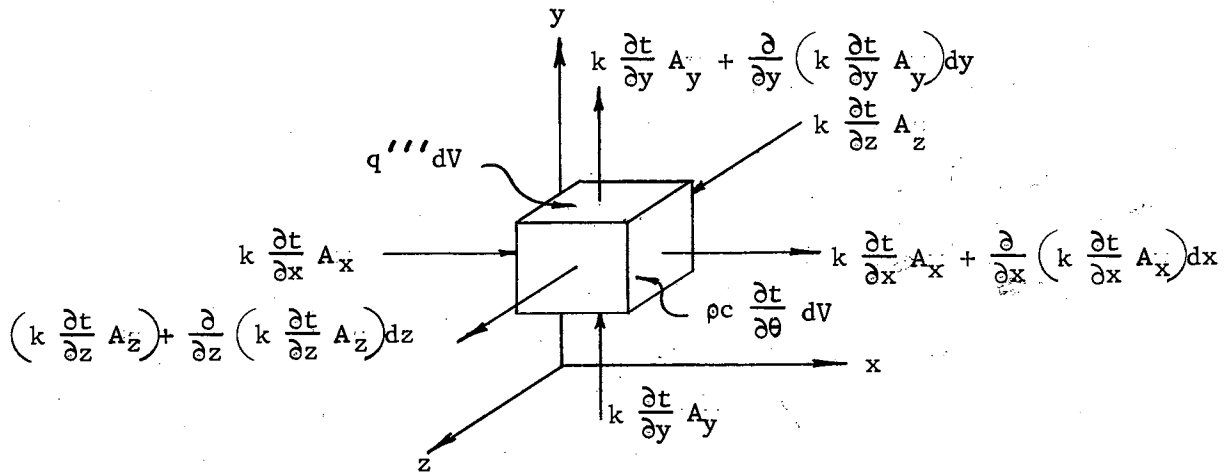 y
k ∂t/∂y A_y + ∂/∂y (k ∂t/∂y A_y)dy
k ∂t/∂z A_z
q′′′dV
k ∂t/∂x A_x
k ∂t/∂x A_x + ∂/∂x (k ∂t/∂x A_x)dx
ρc ∂t/∂θ dV
(k ∂t/∂z A_z)+ ∂/∂z (k ∂t/∂z A_z)dz
x
k ∂t/∂y A_y
z